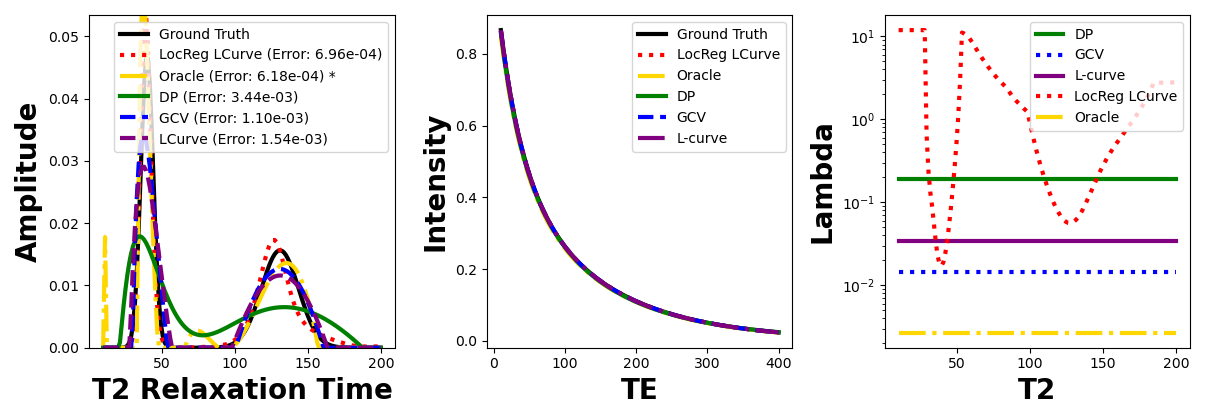 Amplitude
0.05
0.04
0.03
0.02
0.01
0.00
50
100
150
200
T2 Relaxation Time
Ground Truth
LocReg LCurve (Error: 6.96e-04)
Oracle (Error: 6.18e-04) *
DP (Error: 3.44e-03)
GCV (Error: 1.10e-03)
LCurve (Error: 1.54e-03)
Intensity
0.8
0.6
0.4
0.2
0.0
0
100
200
300
400
TE
Ground Truth
LocReg LCurve
Oracle
DP
GCV
L-curve
Lambda
10¹
10⁰
10⁻¹
10⁻²
50
100
150
200
T2
DP
GCV
L-curve
LocReg LCurve
Oracle